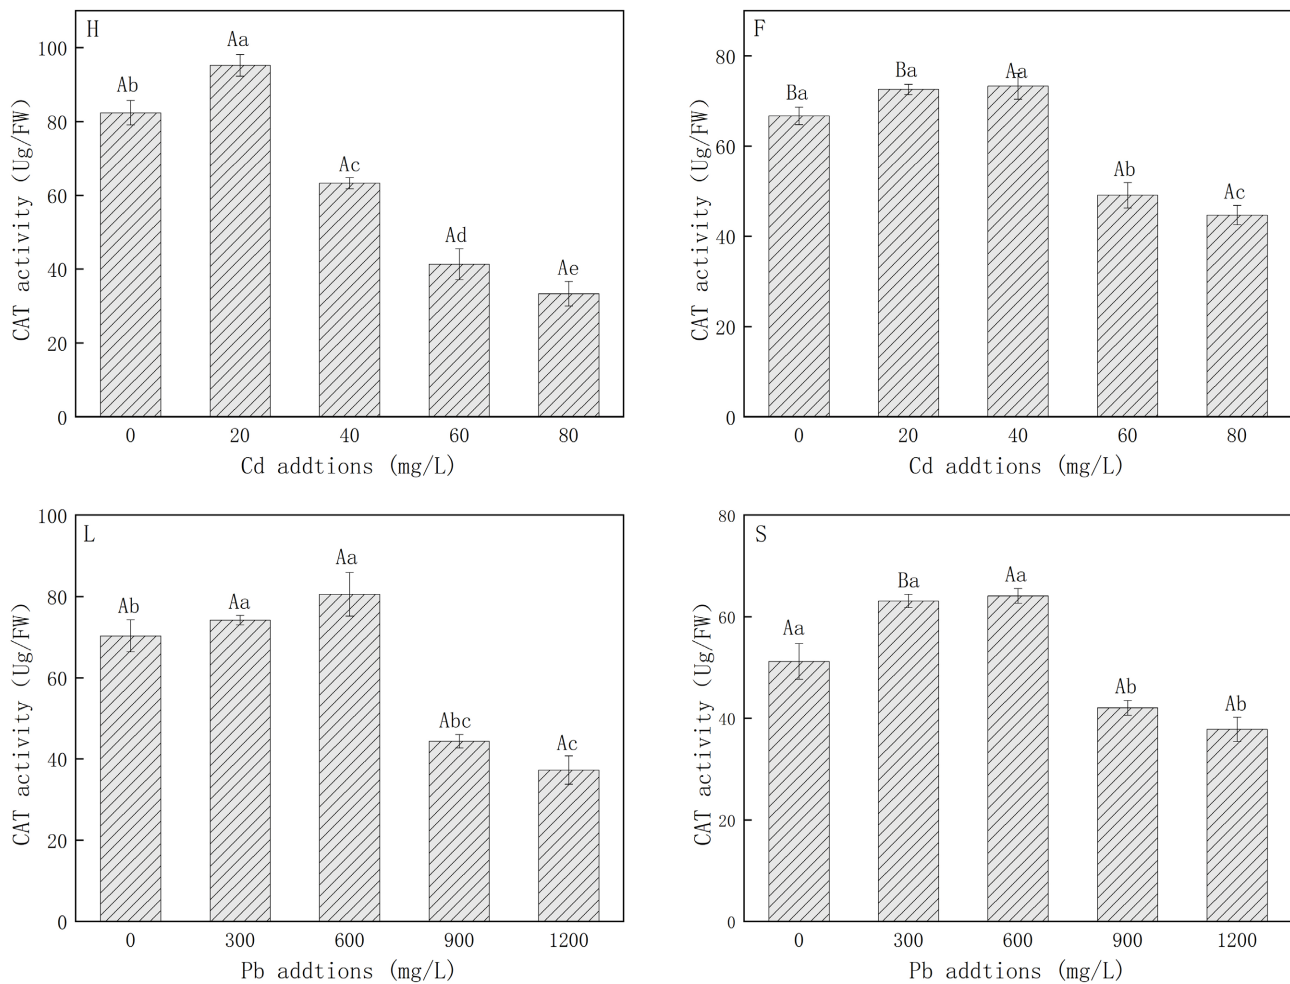 H
CAT activity (Ug/FW)
100
80
60
40
20
0
Ab
Aa
Ac
Ad
Ae
0 20 40 60 80
Cd addtions (mg/L)
F
CAT activity (Ug/FW)
80
60
40
20
0
Ba
Ba
Aa
Ab
Ac
0 20 40 60 80
Cd addtions (mg/L)
L
CAT activity (Ug/FW)
100
80
60
40
20
0
Ab
Aa
Aa
Abc
Ac
0 300 600 900 1200
Pb addtions (mg/L)
S
CAT activity (Ug/FW)
80
60
40
20
0
Aa
Ba
Aa
Ab
Ab
0 300 600 900 1200
Pb addtions (mg/L)